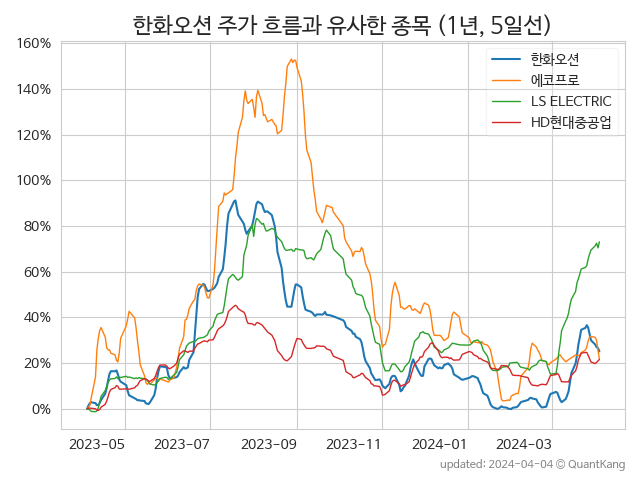 한화오션 주가 흐름과 유사한 종목 (1년, 5일선)
160%
140%
120%
100%
80%
60%
40%
20%
0%
한화오션
에코프로
LS ELECTRIC
HD현대중공업
2023-05 2023-07 2023-09 2023-11 2024-01 2024-03
updated: 2024-04-04 © QuantKang